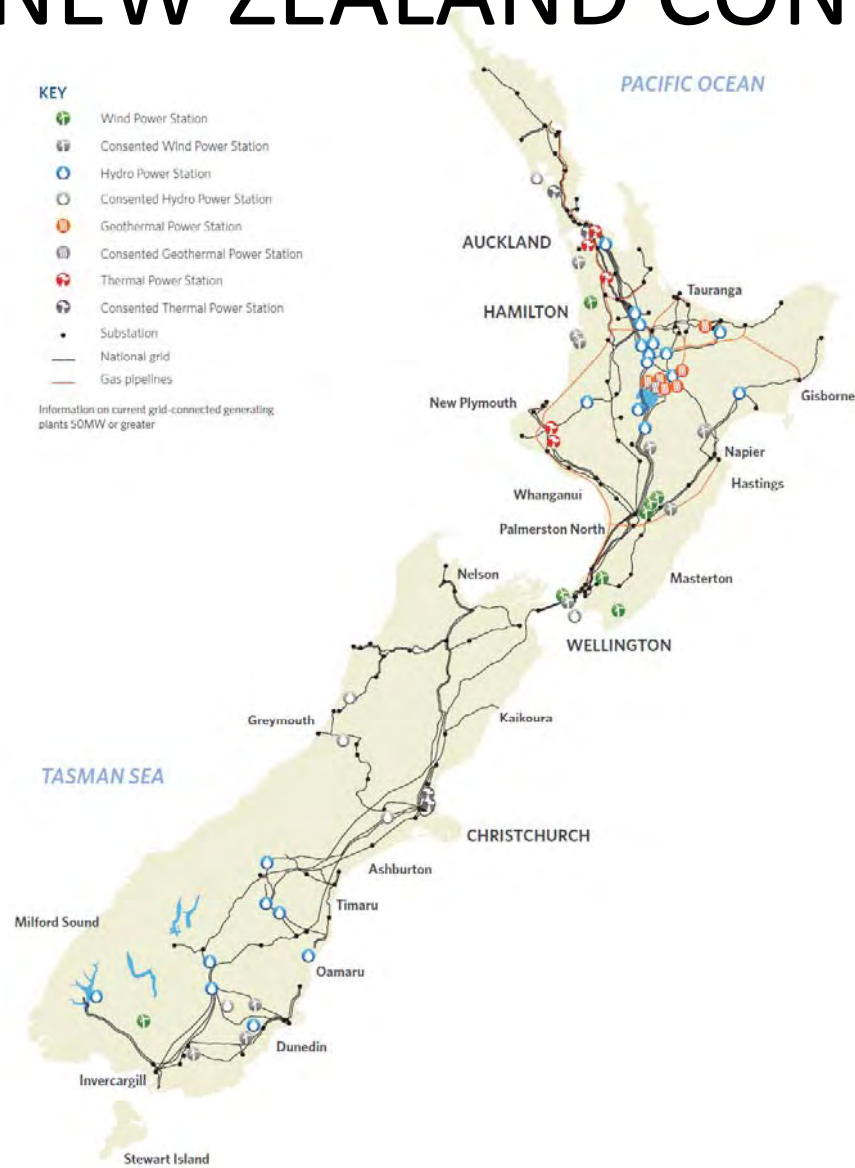 NEW ZEALAND CON
KEY
Wind Power Station
Consented Wind Power Station
Hydro Power Station
Consented Hydro Power Station
Geothermal Power Station
Consented Geothermal Power Station
Thermal Power Station
Consented Thermal Power Station
Substation
National grid
Gas pipelines
Information on current grid-connected generating
plants 50MW or greater
PACIFIC OCEAN
AUCKLAND
Tauranga
HAMILTON
New Plymouth
Gisborne
Napier
Hastings
Whanganui
Palmerston North
Nelson
Masterton
WELLINGTON
Greymouth
Kaikoura
TASMAN SEA
CHRISTCHURCH
Ashburton
Timaru
Milford Sound
Oamaru
Dunedin
Invercargill
Stewart Island